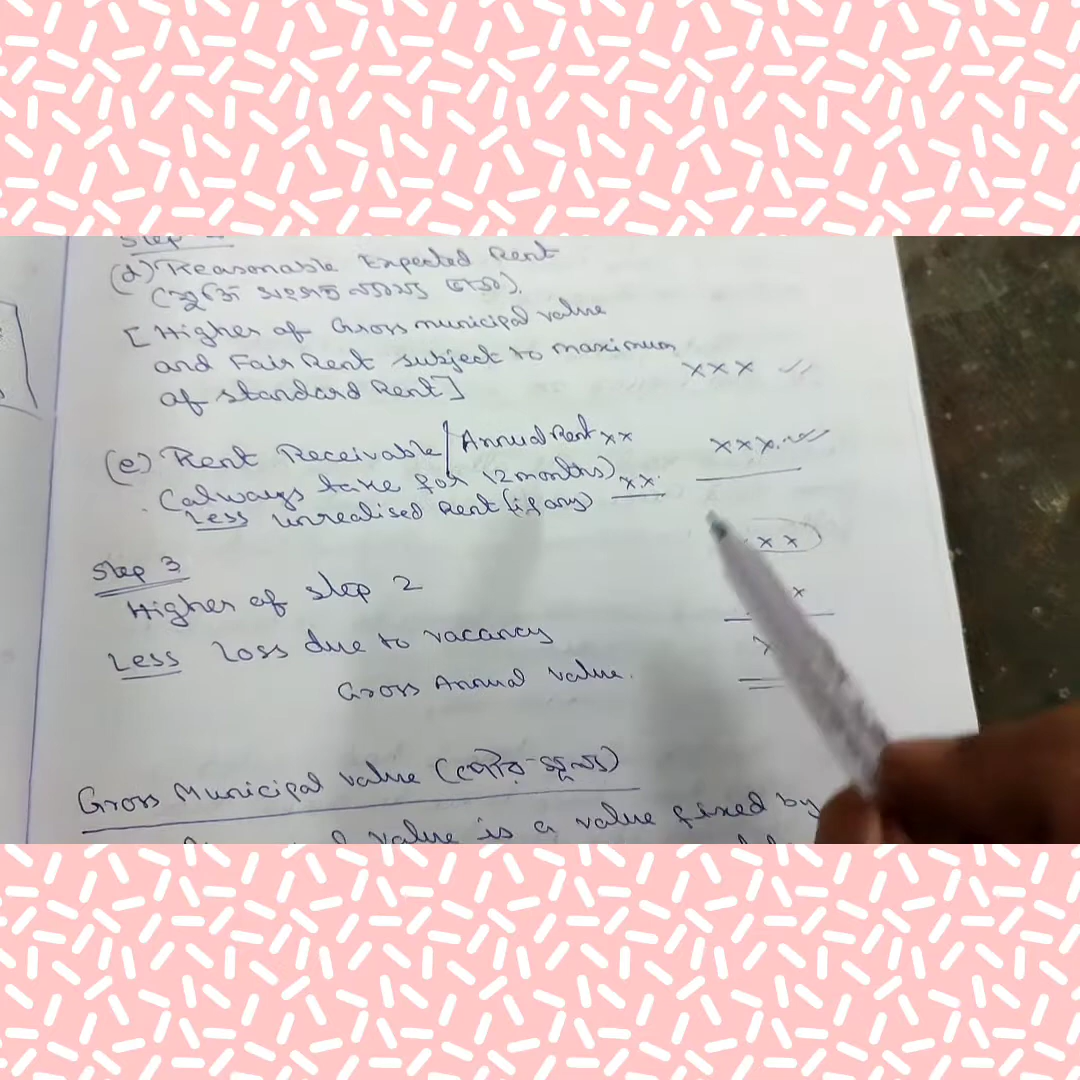 Step
(d) Reasonable Expected Rent
[Higher of Gross municipal value
and Fair Rent subject to maximum
of standard Rent] xxx
(e) Rent Receivable / Annual Rent xx xxx
(always take for 12 months) xx
Less unrealised Rent (if any)
Step 3
Higher of step 2 xx
Less Loss due to vacancy x
Gross Annual value.
Gross Municipal value (পৌর-মূল্য)
value is a value fixed by